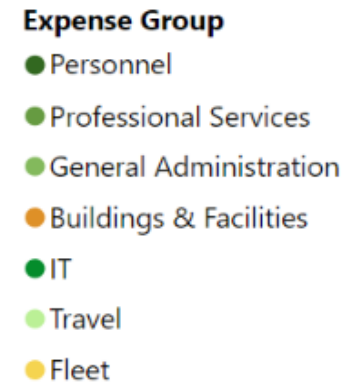 Expense Group
Personnel
Professional Services
General Administration
Buildings & Facilities
IT
Travel
Fleet